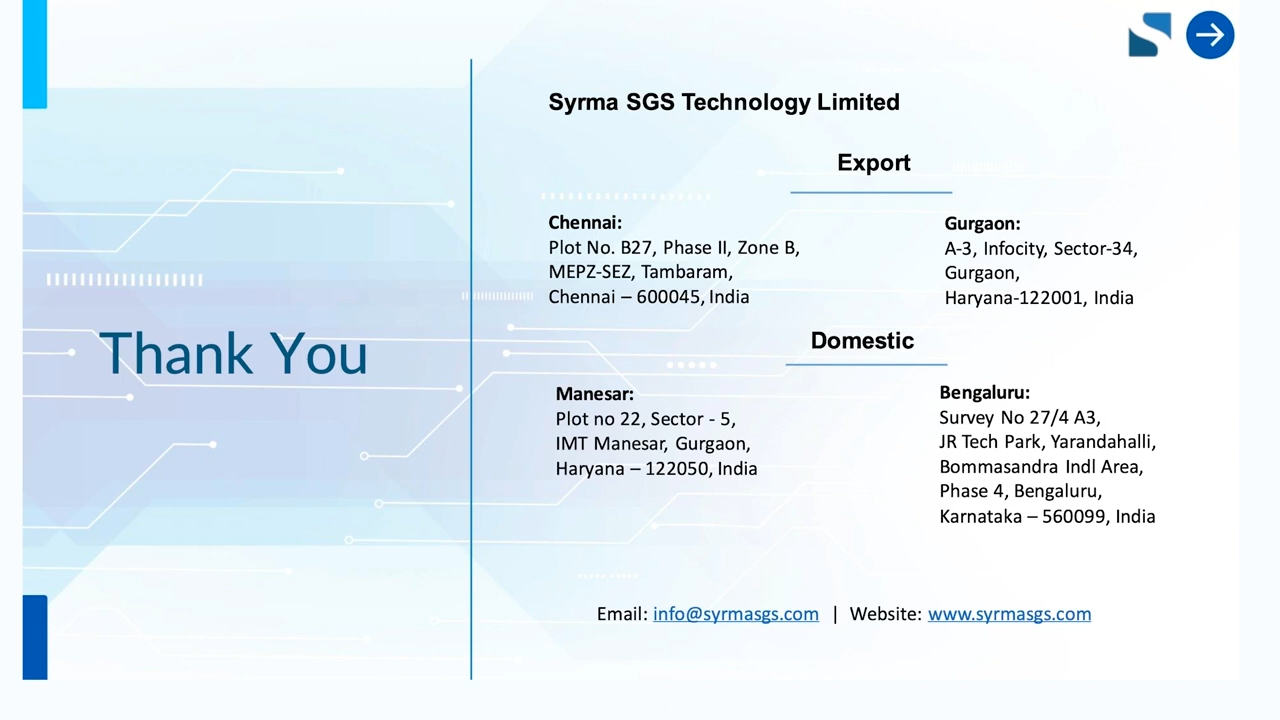 Thank You
Syrma SGS Technology Limited
Export
Chennai:
Plot No. B27, Phase II, Zone B,
MEPZ-SEZ, Tambaram,
Chennai – 600045, India
Gurgaon:
A-3, Infocity, Sector-34,
Gurgaon,
Haryana-122001, India
Domestic
Manesar:
Plot no 22, Sector - 5,
IMT Manesar, Gurgaon,
Haryana – 122050, India
Bengaluru:
Survey No 27/4 A3,
JR Tech Park, Yarandahalli,
Bommasandra Indl Area,
Phase 4, Bengaluru,
Karnataka – 560099, India
Email: info@syrmasgs.com | Website: www.syrmasgs.com